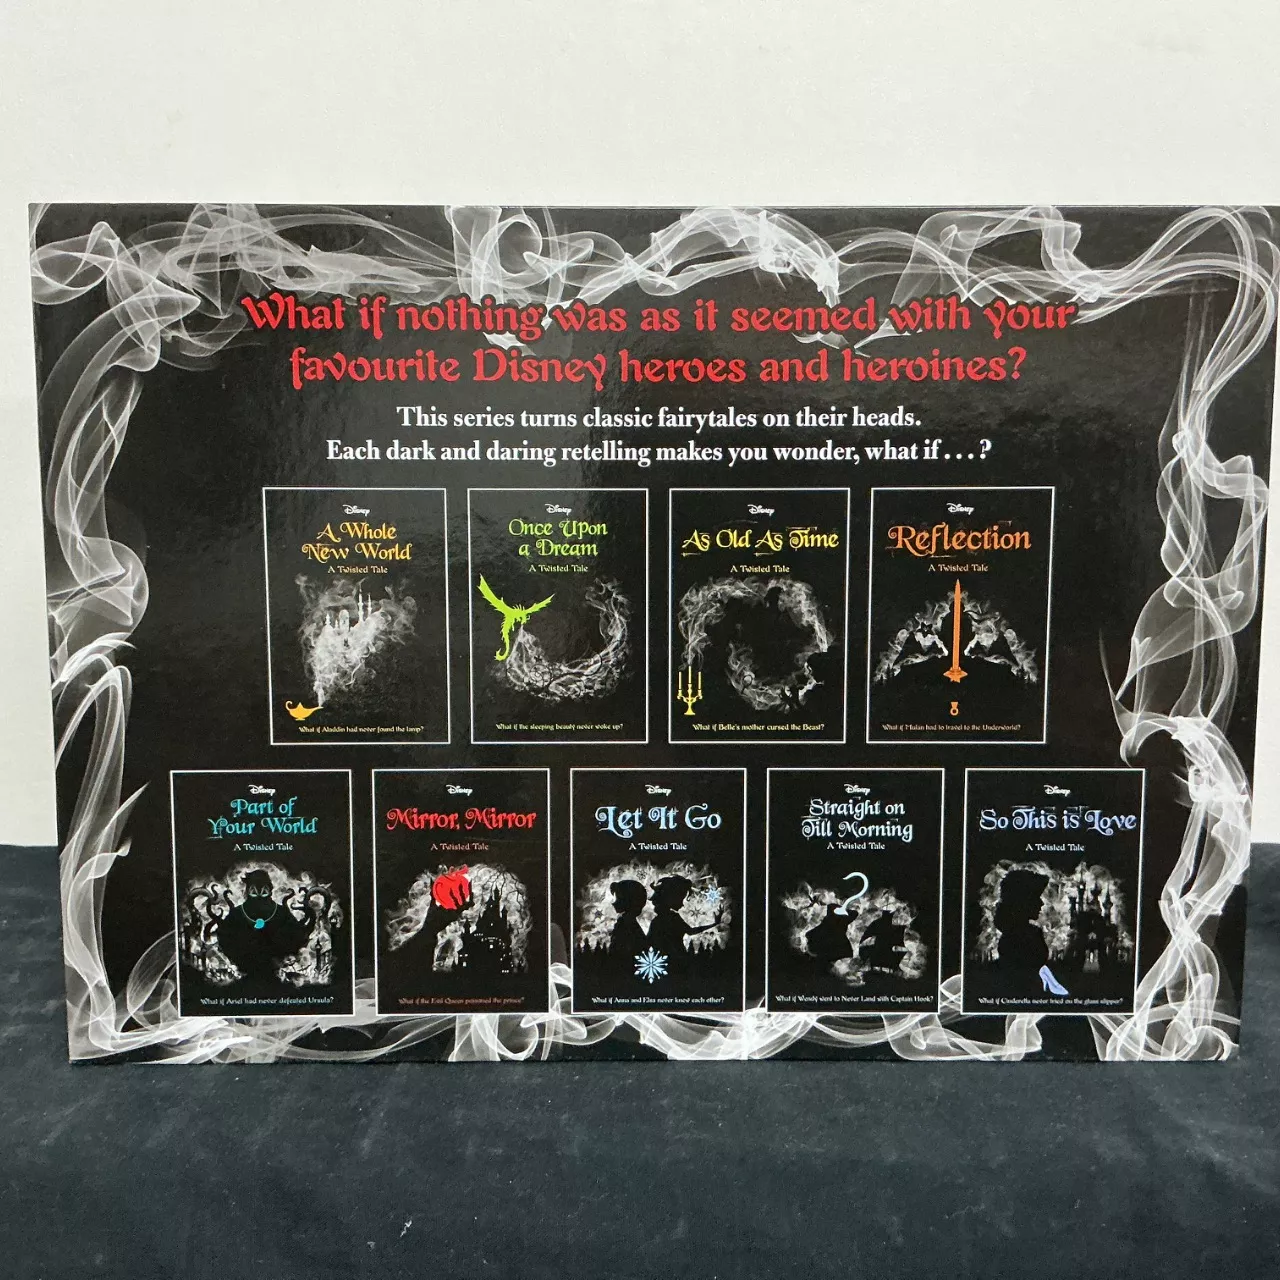 What if nothing was as it seemed with your
favourite Disney heroes and heroines?
This series turns classic fairytales on their heads.
Each dark and daring retelling makes you wonder, what if . . . ?
Disney
A Whole
New World
A Twisted Tale
What if Aladdin had never found the lamp?
Disney
Once Upon
a Dream
A Twisted Tale
What if the sleeping beauty never woke up?
Disney
As Old As Time
A Twisted Tale
What if Belle's mother cursed the Beast?
Disney
Reflection
A Twisted Tale
What if Mulan had to travel to the Underworld?
Disney
Part of
Your World
A Twisted Tale
What if Ariel had never defeated Ursula?
Disney
Mirror, Mirror
A Twisted Tale
What if the Evil Queen poisoned the prince?
Disney
Let It Go
A Twisted Tale
What if Anna and Elsa never knew each other?
Disney
Straight on
Till Morning
A Twisted Tale
What if Wendy went to Never Land with Captain Hook?
Disney
So This is Love
A Twisted Tale
What if Cinderella never tried on the glass slipper?